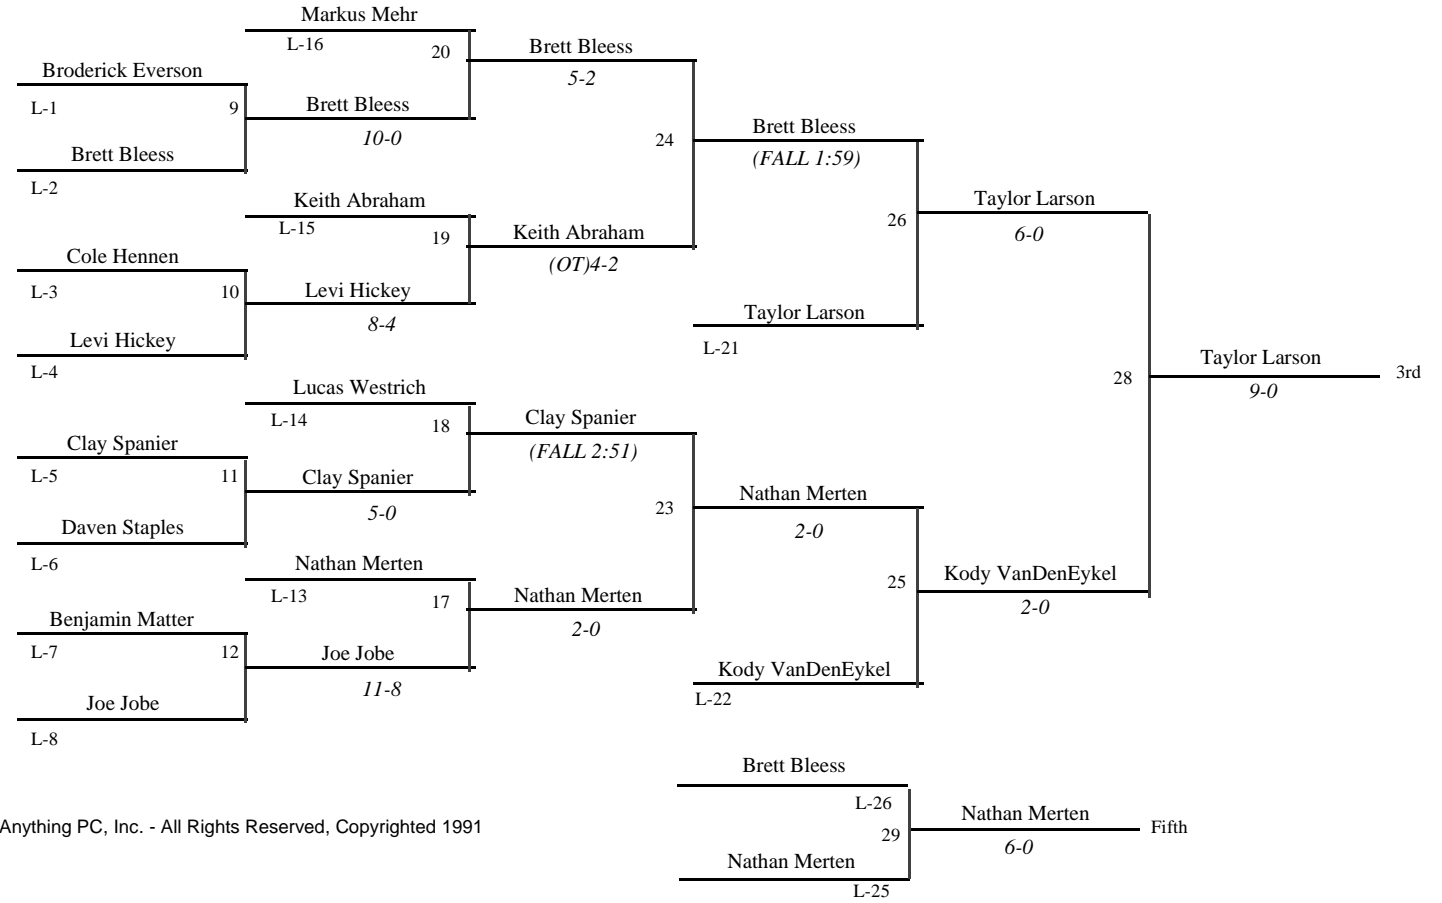 Markus Mehr
L-16
20
Brett Bleess
5-2
Broderick Everson
L-1
9
Brett Bleess
10-0
Brett Bleess
L-2
24
Brett Bleess
(FALL 1:59)
Keith Abraham
L-15
19
Keith Abraham
(OT)4-2
Cole Hennen
L-3
10
Levi Hickey
8-4
Levi Hickey
L-4
26
Taylor Larson
6-0
Taylor Larson
L-21
28
Taylor Larson
9-0
3rd
Lucas Westrich
L-14
18
Clay Spanier
(FALL 2:51)
Clay Spanier
L-5
11
Clay Spanier
5-0
Daven Staples
L-6
23
Nathan Merten
2-0
Nathan Merten
L-13
17
Nathan Merten
2-0
Benjamin Matter
L-7
12
Joe Jobe
11-8
Joe Jobe
L-8
25
Kody VanDenEykel
2-0
Kody VanDenEykel
L-22
Brett Bleess
L-26
29
Nathan Merten
6-0
Fifth
Nathan Merten
L-25
Anything PC, Inc. - All Rights Reserved, Copyrighted 1991